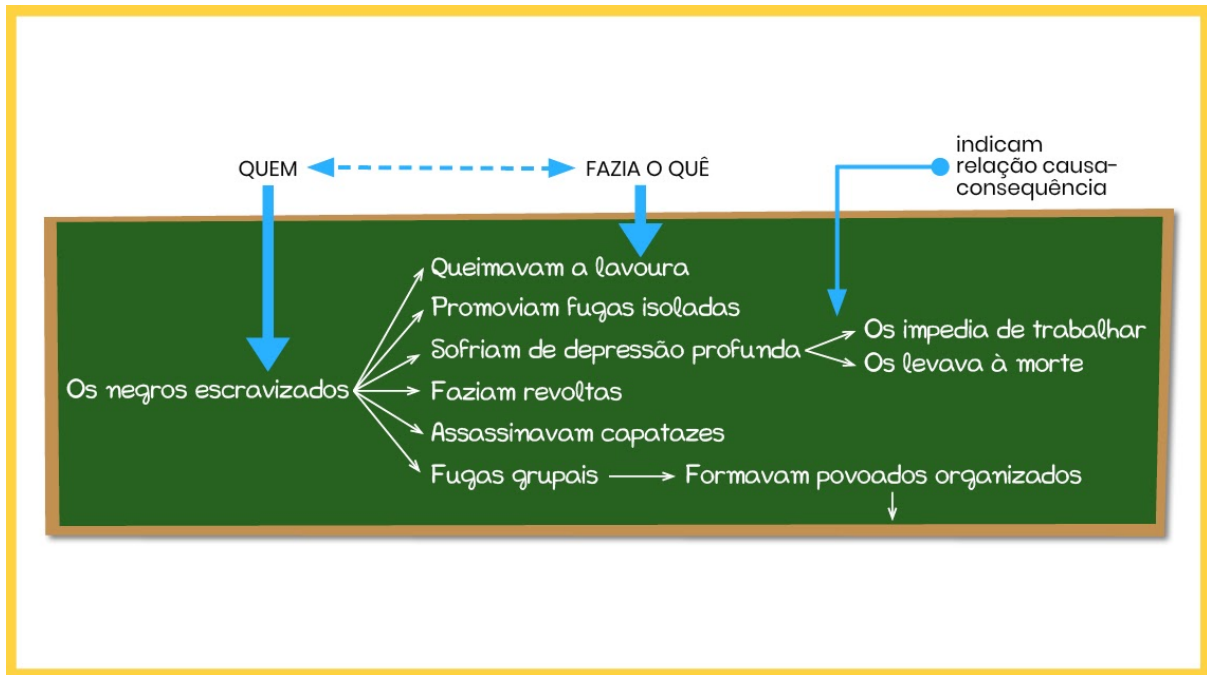 QUEM
FAZIA O QUÊ
indicam
relação causa-
consequência
Queimavam a lavoura
Promoviam fugas isoladas
Sofriam de depressão profunda
Os impedia de trabalhar
Os levava à morte
Os negros escravizados
Faziam revoltas
Assassinavam capatazes
Fugas grupais
Formavam povoados organizados